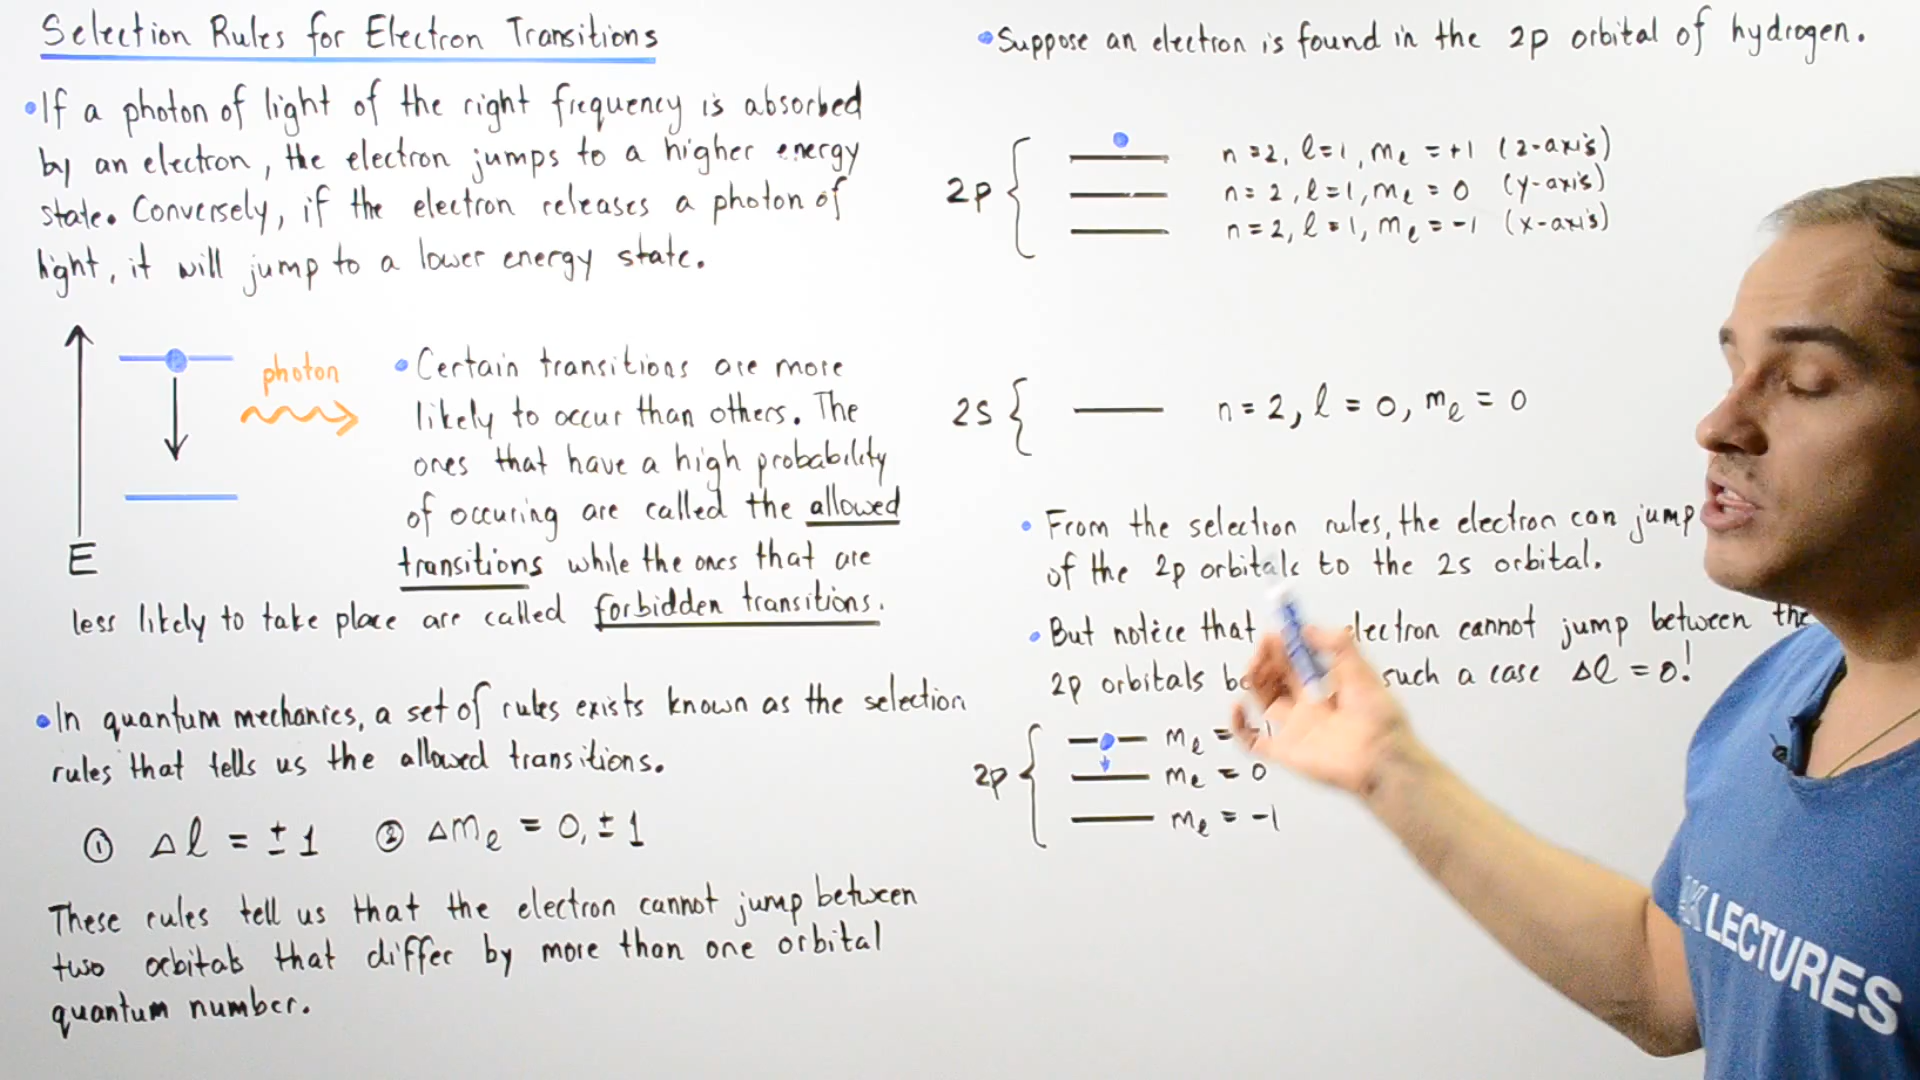 Selection Rules for Electron Transitions
•If a photon of light of the right frequency is absorbed
by an electron, the electron jumps to a higher energy
state. Conversely, if the electron releases a photon of
light, it will jump to a lower energy state.
photon
E
•Certain transitions are more
likely to occur than others. The
ones that have a high probability
of occuring are called the allowed
transitions while the ones that are
less likely to take place are called forbidden transitions.
•In quantum mechanics, a set of rules exists known as the selection
rules that tells us the allowed transitions.
① Δl = ±1 ② Δmₗ = 0, ±1
These rules tell us that the electron cannot jump between
two orbitals that differ by more than one orbital
quantum number.
•Suppose an electron is found in the 2p orbital of hydrogen.
2p {
n=2, l=1, mₗ = +1 (z-axis)
n=2, l=1, mₗ = 0 (y-axis)
n=2, l=1, mₗ = -1 (x-axis)
2s { n=2, l=0, mₗ = 0
•From the selection rules, the electron can jump
of the 2p orbitals to the 2s orbital.
•But notice that electron cannot jump between the
2p orbitals such a case Δl = 0!
2p {
mₗ = 1
mₗ = 0
mₗ = -1
LECTURES